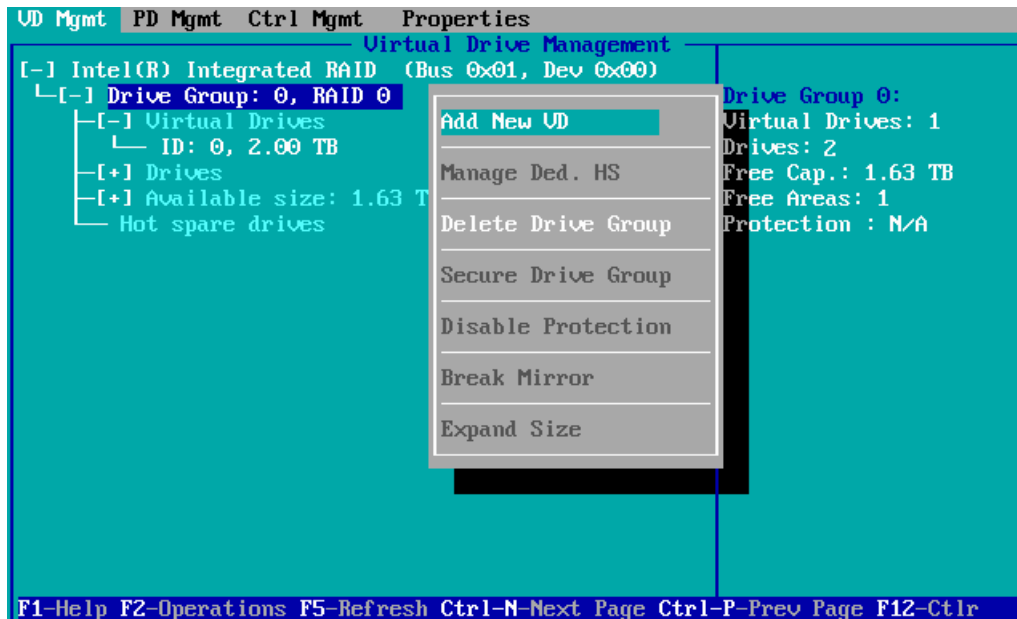 VD Mgmt PD Mgmt Ctrl Mgmt Properties
Virtual Drive Management
[-] Intel(R) Integrated RAID (Bus 0x01, Dev 0x00)
[-] Drive Group: 0, RAID 0
[-] Virtual Drives
ID: 0, 2.00 TB
[+] Drives
[+] Available size: 1.63 T
Hot spare drives
Add New VD
Manage Ded. HS
Delete Drive Group
Secure Drive Group
Disable Protection
Break Mirror
Expand Size
Drive Group 0:
Virtual Drives: 1
Drives: 2
Free Cap.: 1.63 TB
Free Areas: 1
Protection : N/A
F1-Help F2-Operations F5-Refresh Ctrl-N-Next Page Ctrl-P-Prev Page F12-Ctlr